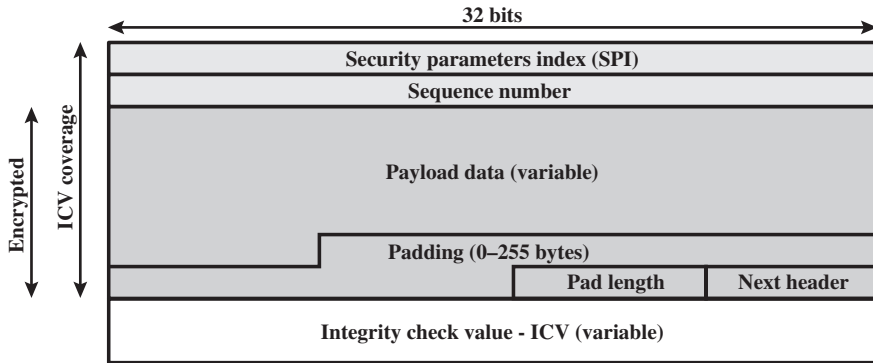 32 bits
Security parameters index (SPI)
Sequence number
Encrypted
ICV coverage
Payload data (variable)
Padding (0–255 bytes)
Pad length
Next header
Integrity check value - ICV (variable)